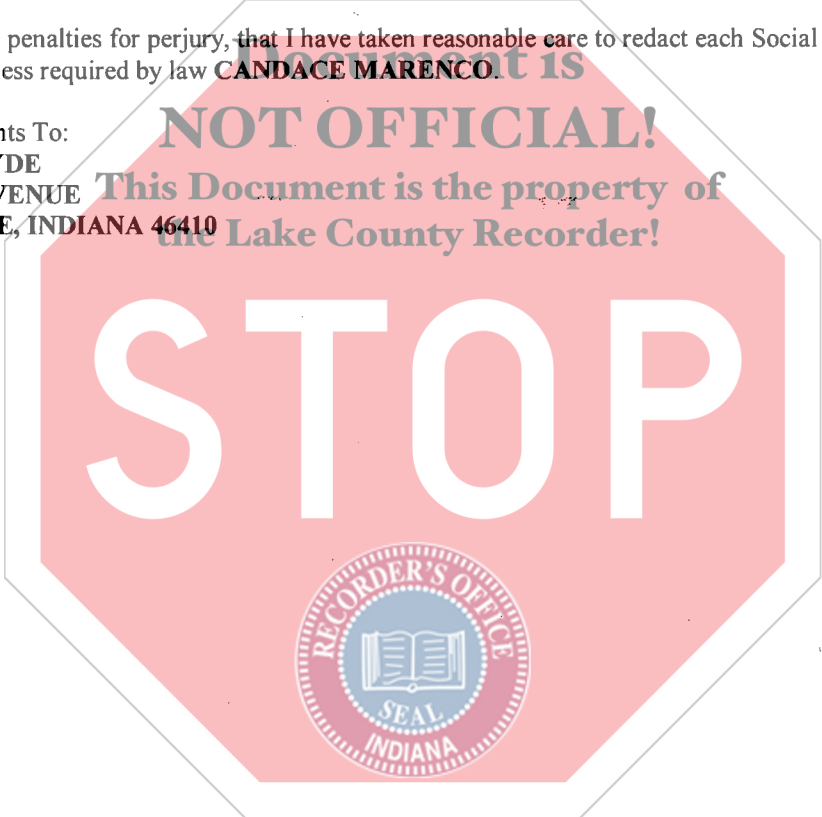 penalties for perjury, that I have taken reasonable care to redact each Social
ess required by law CANDACE MARENCO.
Document is
NOT OFFICIAL!
nts To:
YDE
VENUE
This Document is the property of
E, INDIANA 46410
the Lake County Recorder!
STOP
RECORDER'S OFFICE
SEAL
INDIANA